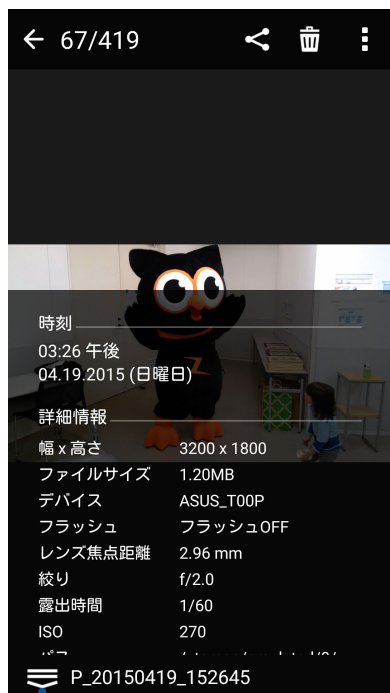 67/419
時刻
03:26 午後
04.19.2015 (日曜日)
詳細情報
幅 x 高さ 3200 x 1800
ファイルサイズ 1.20MB
デバイス ASUS_T00P
フラッシュ フラッシュOFF
レンズ焦点距離 2.96 mm
絞り f/2.0
露出時間 1/60
ISO 270
P_20150419_152645